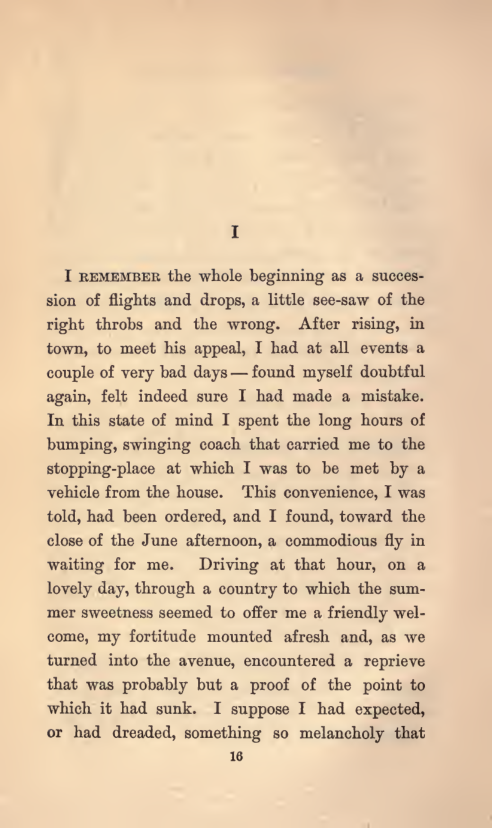 I
I REMEMBER the whole beginning as a succes-
sion of flights and drops, a little see-saw of the
right throbs and the wrong. After rising, in
town, to meet his appeal, I had at all events a
couple of very bad days — found myself doubtful
again, felt indeed sure I had made a mistake.
In this state of mind I spent the long hours of
bumping, swinging coach that carried me to the
stopping-place at which I was to be met by a
vehicle from the house. This convenience, I was
told, had been ordered, and I found, toward the
close of the June afternoon, a commodious fly in
waiting for me. Driving at that hour, on a
lovely day, through a country to which the sum-
mer sweetness seemed to offer me a friendly wel-
come, my fortitude mounted afresh and, as we
turned into the avenue, encountered a reprieve
that was probably but a proof of the point to
which it had sunk. I suppose I had expected,
or had dreaded, something so melancholy that
16